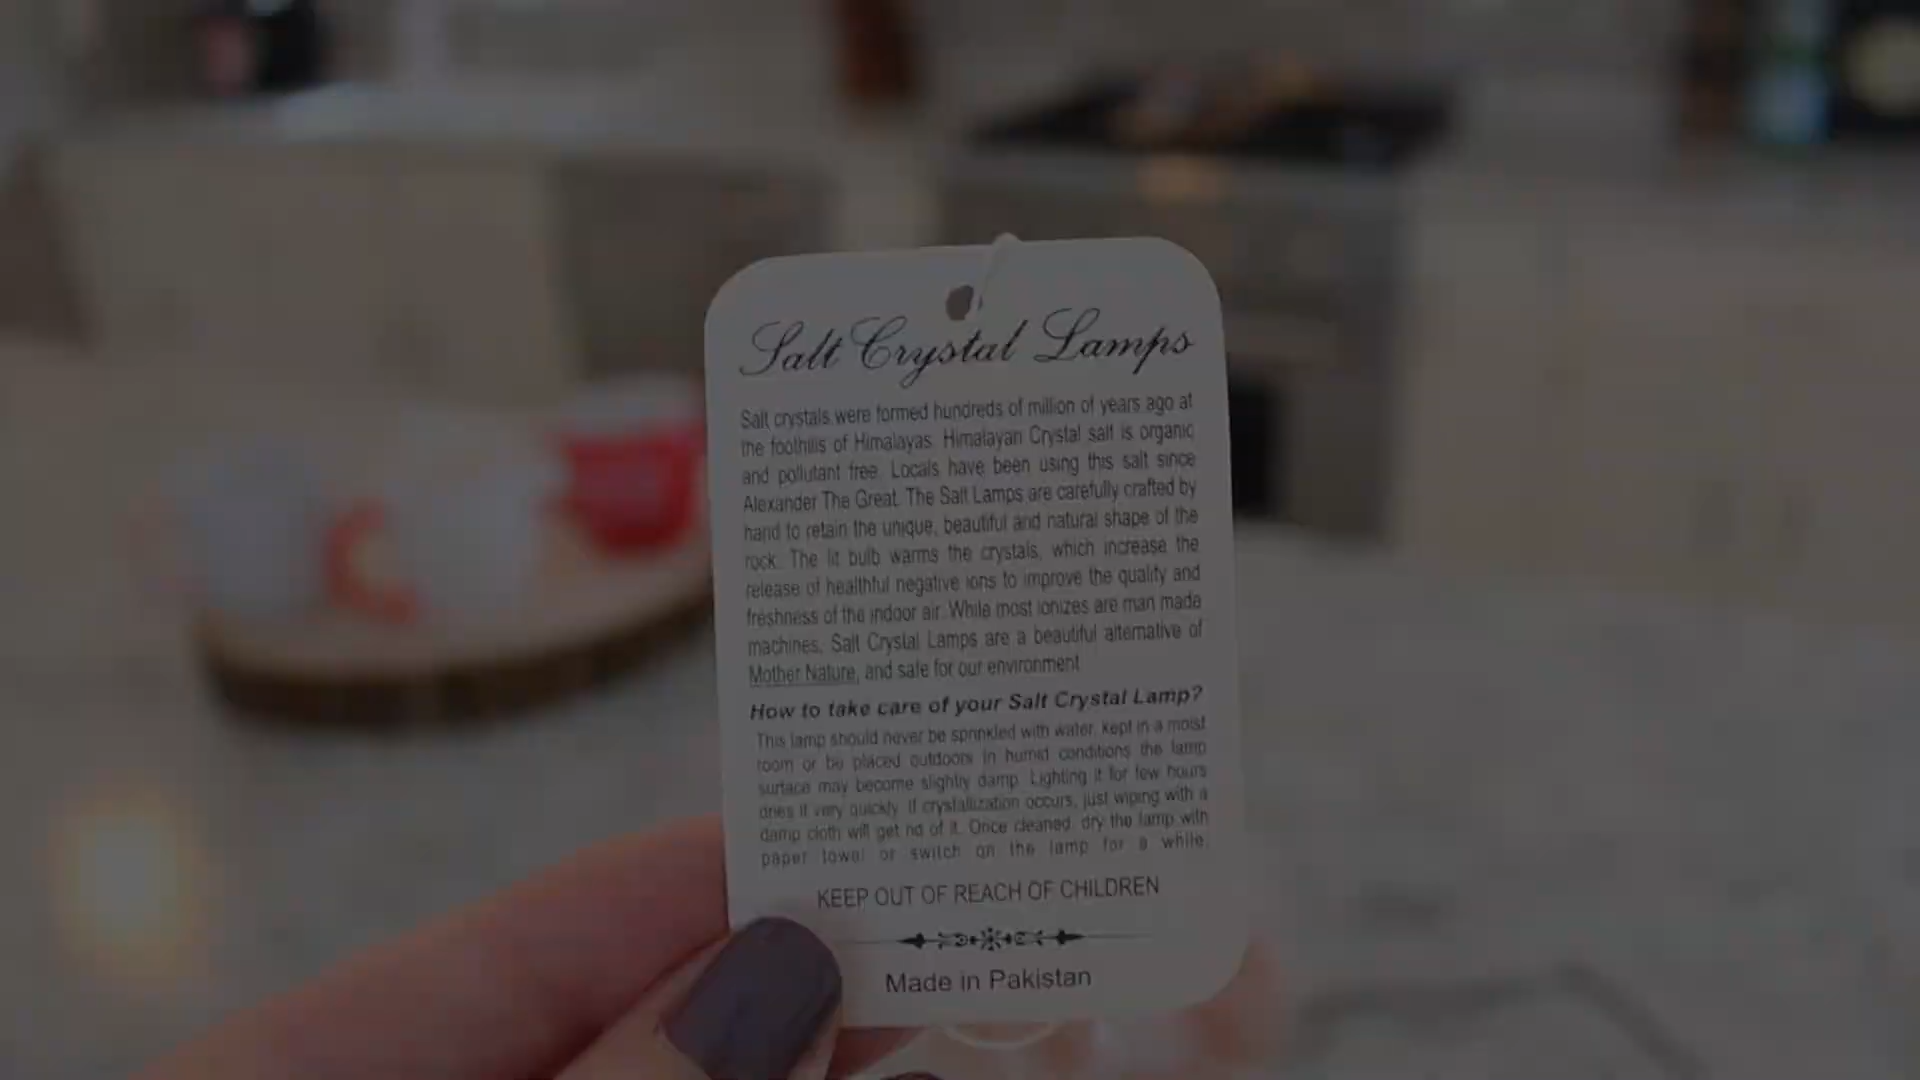 Salt Crystal Lamps
Salt crystals were formed hundreds of million of years ago at
the foothills of Himalayas. Himalayan Crystal salt is organic
and pollutant free. Locals have been using this salt since
Alexander The Great. The Salt Lamps are carefully crafted by
hand to retain the unique, beautiful and natural shape of the
rock. The lit bulb warms the crystals, which increase the
release of healthful negative ions to improve the quality and
freshness of the indoor air. While most ionizes are man made
machines, Salt Crystal Lamps are a beautiful alternative of
Mother Nature, and safe for our environment
How to take care of your Salt Crystal Lamp?
This lamp should never be sprinkled with water, kept in a moist
room or be placed outdoors in humid conditions the lamp
surface may become slightly damp. Lighting it for few hours
dries it very quickly. If crystallization occurs, just wiping with a
damp cloth will get rid of it. Once cleaned, dry the lamp with
paper towel or switch on the lamp for a while.
KEEP OUT OF REACH OF CHILDREN
Made in Pakistan